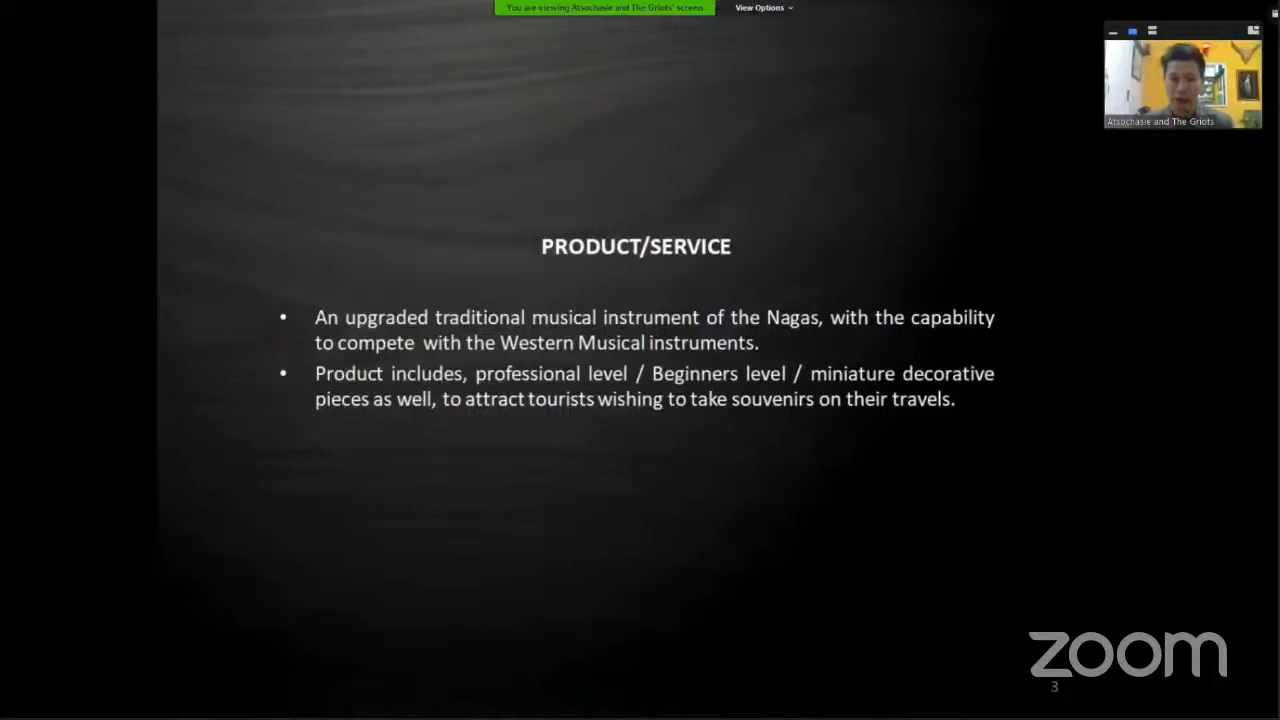 You are viewing Atsochasie and The Griots' screen
View Options
Atsochasie and The Griots
PRODUCT/SERVICE
• An upgraded traditional musical instrument of the Nagas, with the capability
to compete with the Western Musical instruments.
• Product includes, professional level / Beginners level / miniature decorative
pieces as well, to attract tourists wishing to take souvenirs on their travels.
zoom
3